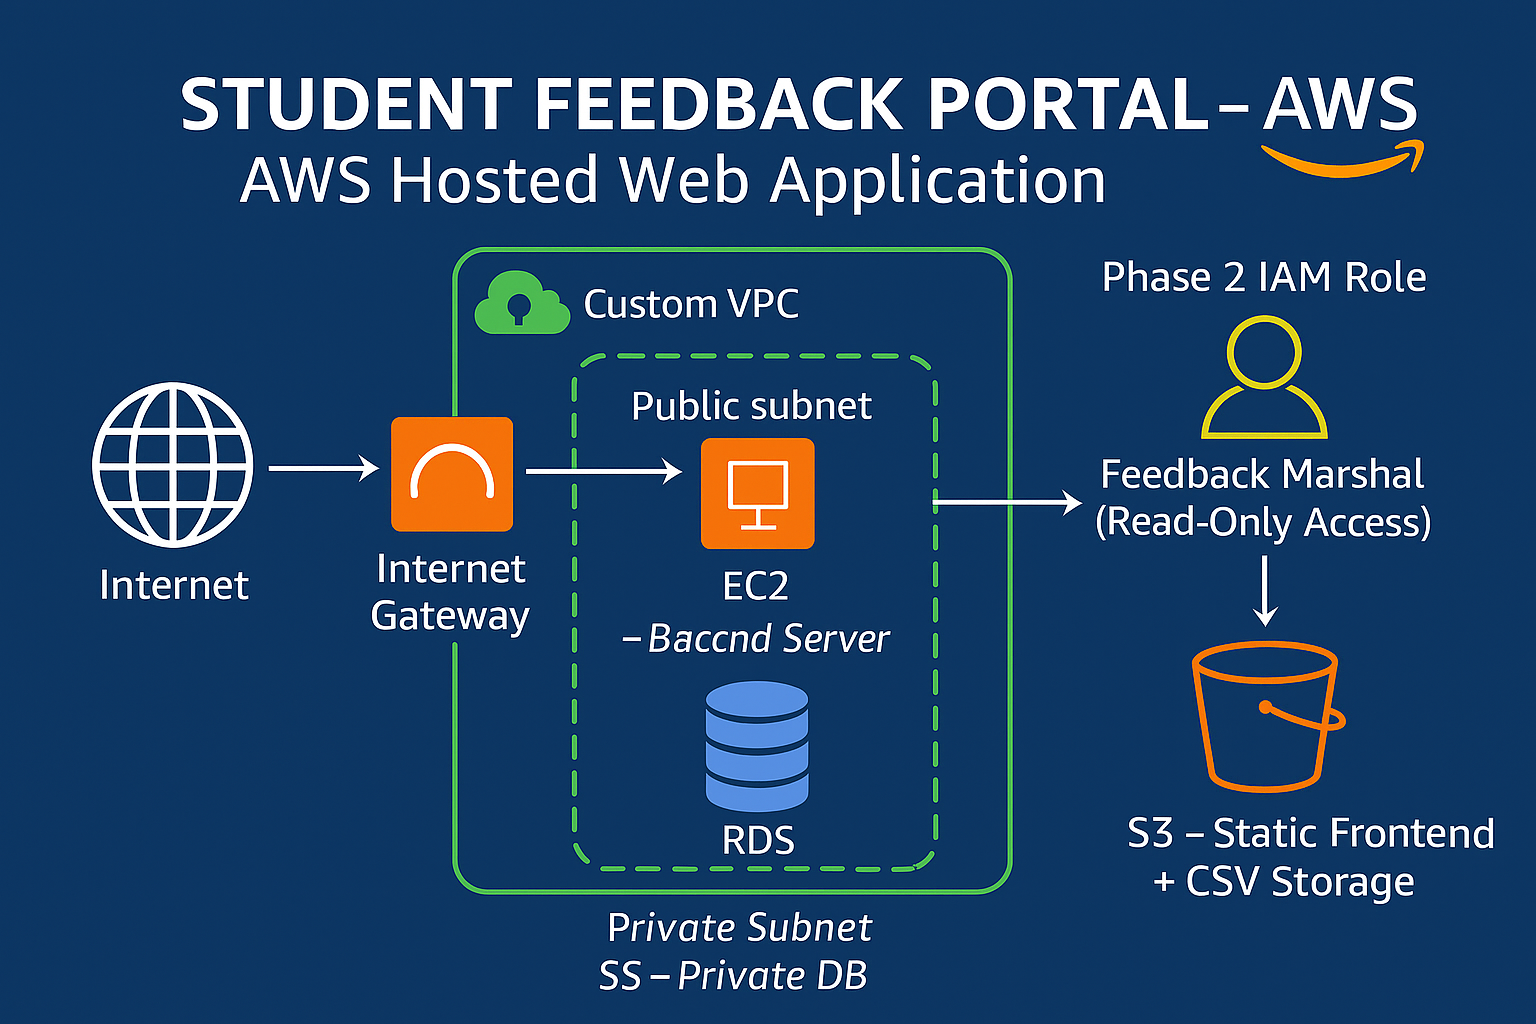 STUDENT FEEDBACK PORTAL – AWS
AWS Hosted Web Application
Custom VPC
Phase 2 IAM Role
Public subnet
Feedback Marshal
(Read-Only Access)
Internet
Internet
Gateway
EC2
– Baccnd Server
RDS
S3 – Static Frontend
+ CSV Storage
Private Subnet
SS – Private DB